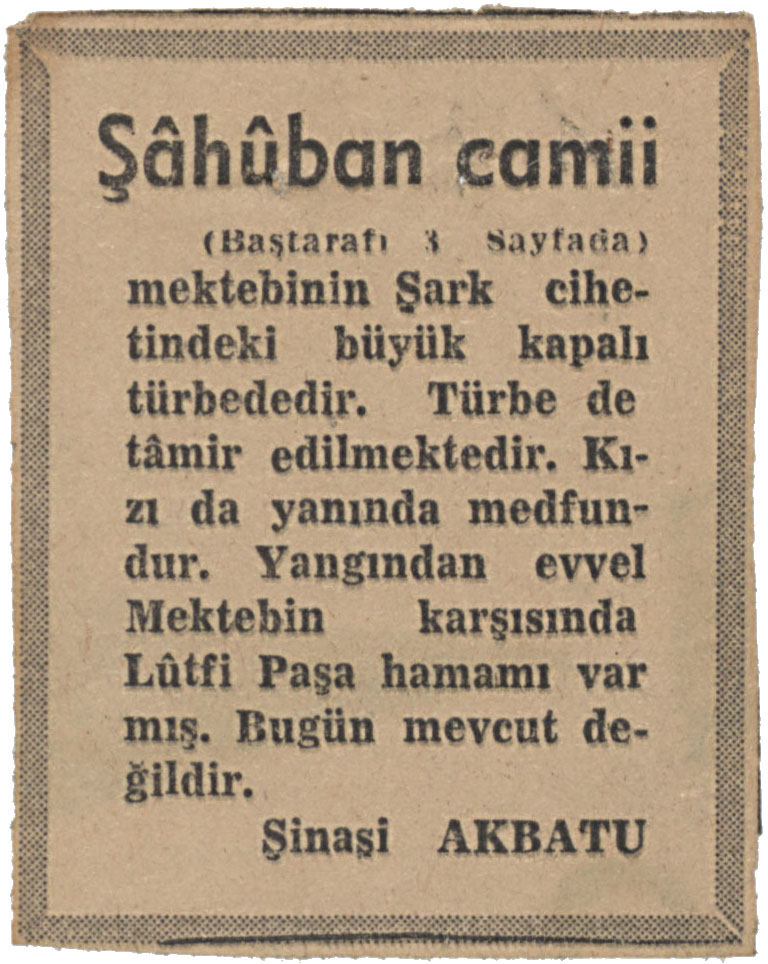 Şâhûban camii
(Baştarafı 3 Sayfada)
mektebinin Şark cihe-
tindeki büyük kapalı
türbededir. Türbe de
tâmir edilmektedir. Kı-
zı da yanında medfun-
dur. Yangından evvel
Mektebin karşısında
Lûtfi Paşa hamamı var
mış. Bugün mevcut de-
ğildir.
Şinaşi AKBATU